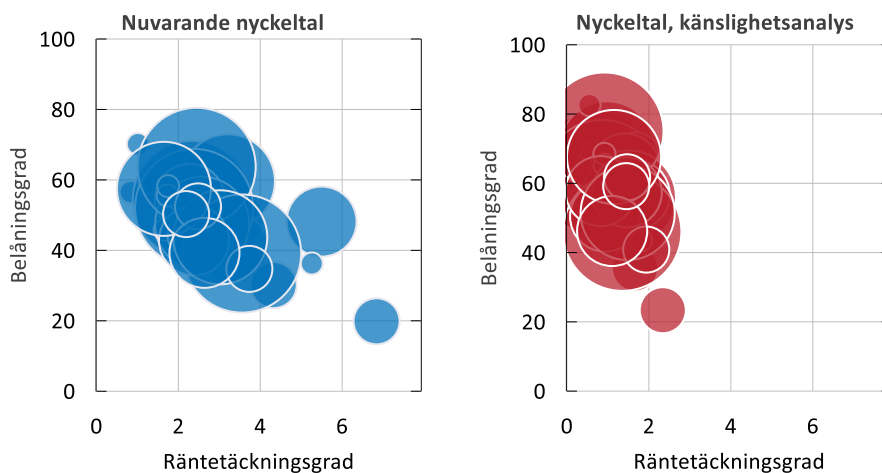 Nuvarande nyckeltal
100
80
60
40
20
0
0 2 4 6
Belåningsgrad
Räntetäckningsgrad
Nyckeltal, känslighetsanalys
100
80
60
40
20
0
0 2 4 6
Belåningsgrad
Räntetäckningsgrad